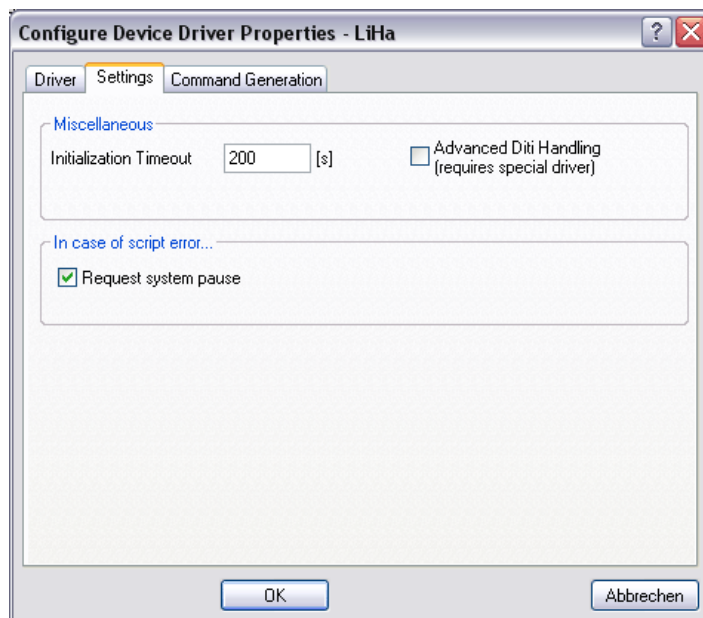 Configure Device Driver Properties - LiHa
Driver
Settings
Command Generation
Miscellaneous
Initialization Timeout
200
[s]
Advanced Diti Handling
(requires special driver)
In case of script error...
Request system pause
OK
Abbrechen